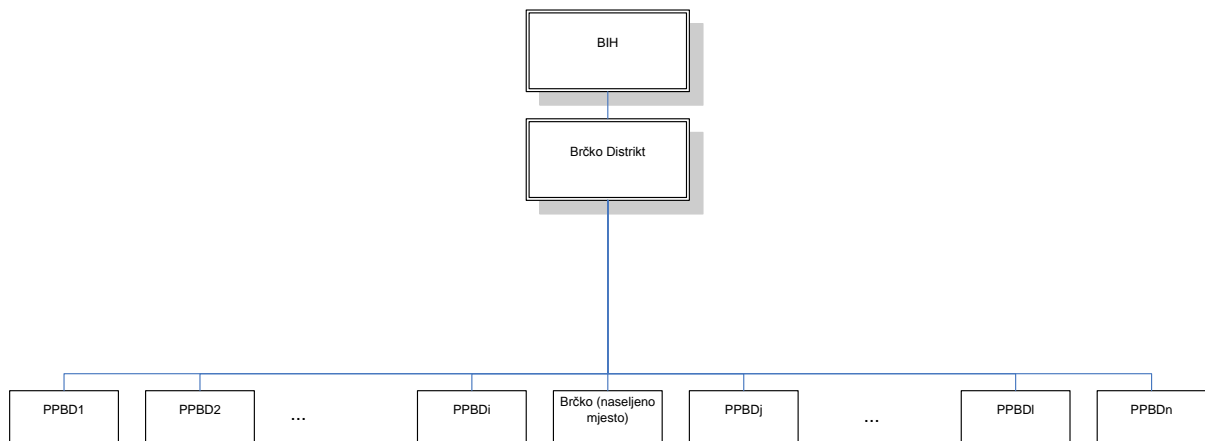 BIH
Brčko Distrikt
PPBD1
PPBD2
...
PPBDi
Brčko (naseljeno
mjesto)
PPBDj
...
PPBDl
PPBDn